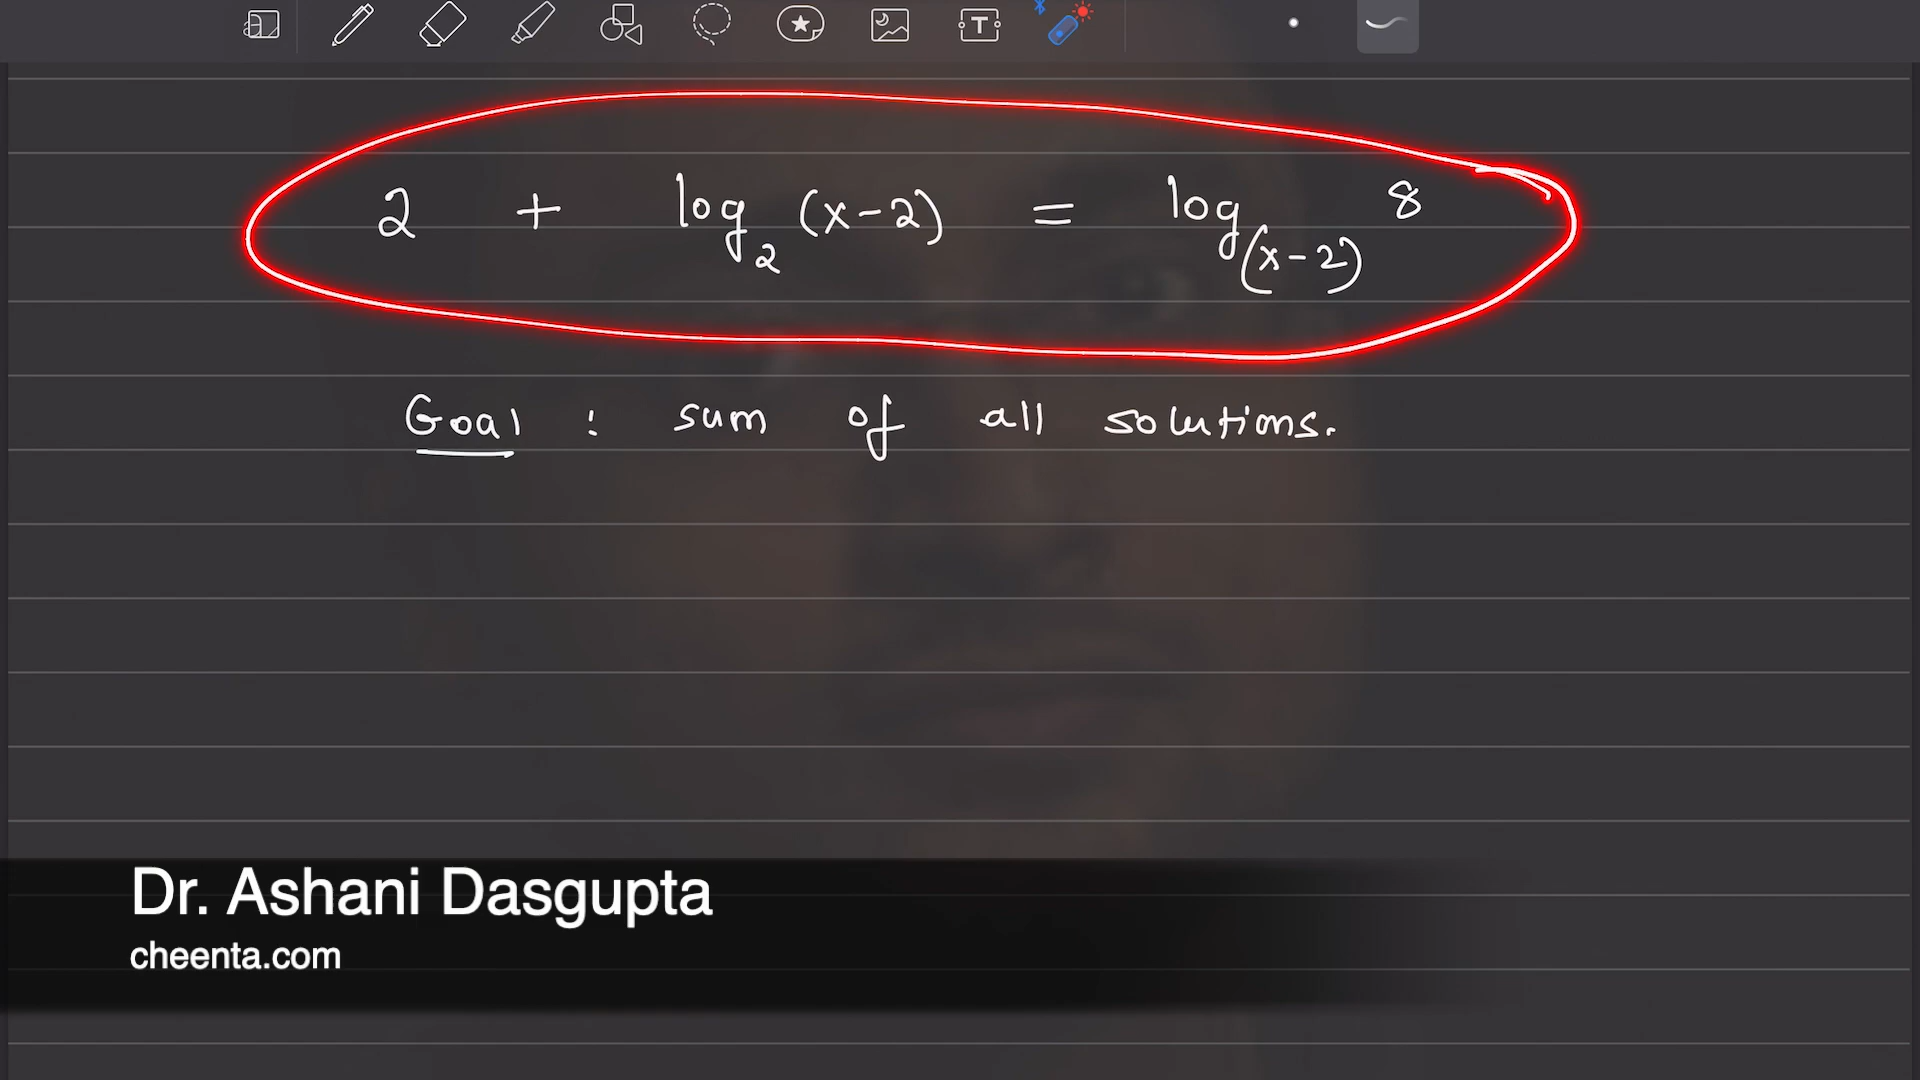 2 + log₂ (x-2) = log₍ₓ₋₂₎ 8
Goal : sum of all solutions.
Dr. Ashani Dasgupta
cheenta.com